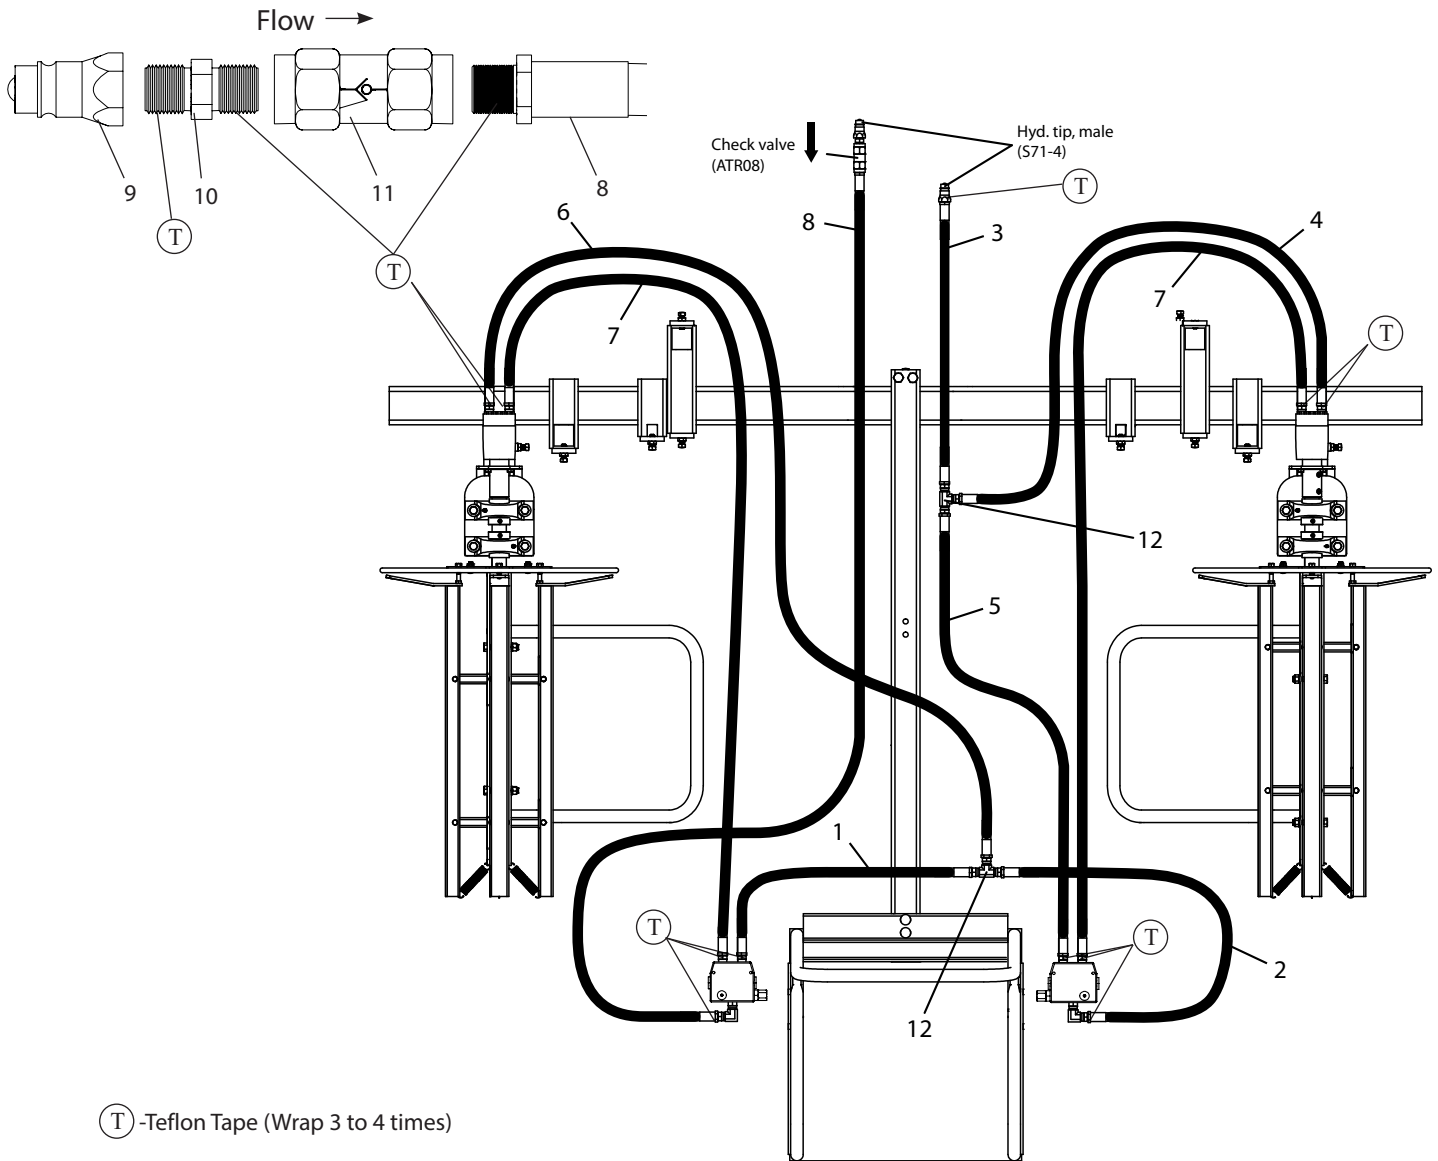 Flow
9
10
11
8
T
T
Check valve
(ATR08)
Hyd. tip, male
(S71-4)
T
6
8
3
4
7
7
T
12
5
1
T
T
2
12
T -Teflon Tape (Wrap 3 to 4 times)